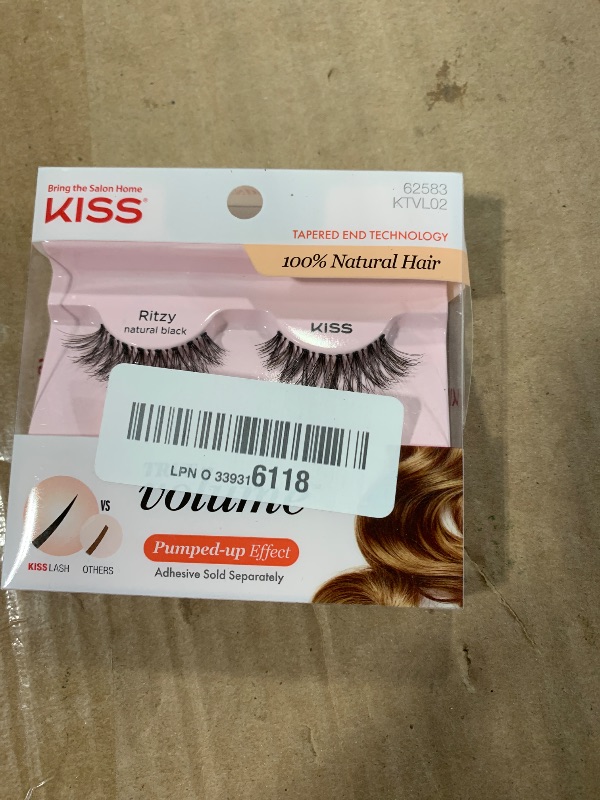 Bring the Salon Home
KISS®
62583
KTVL02
TAPERED END TECHNOLOGY
100% Natural Hair
Ritzy
natural black
KISS
LPN O 339316118
volume
VS
Pumped-up Effect
KISS LASH OTHERS
Adhesive Sold Separately